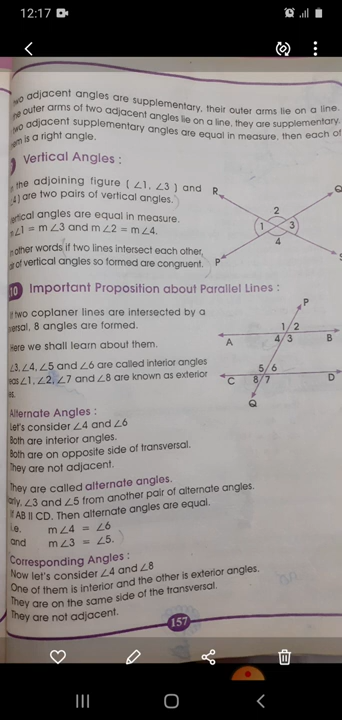 12:17
two adjacent angles are supplementary, their outer arms lie on a line.
outer arms of two adjacent angles lie on a line, they are supplementary.
two adjacent supplementary angles are equal in measure, then each of
is a right angle.
Vertical Angles :
the adjoining figure ( ∠1, ∠3 ) and
∠4 ) are two pairs of vertical angles.
Vertical angles are equal in measure.
∠1 = m ∠3 and m ∠2 = m ∠4.
other words if two lines intersect each other,
of vertical angles so formed are congruent.
R
Q
2
1
3
4
P
S
10 Important Proposition about Parallel Lines :
two coplaner lines are intersected by a
8 angles are formed.
Here we shall learn about them.
∠3, ∠4, ∠5 and ∠6 are called interior angles
∠1, ∠2, ∠7 and ∠8 are known as exterior
P
1 2
A
4 3
B
5 6
C
8 7
D
Q
Alternate Angles :
Let's consider ∠4 and ∠6
Both are interior angles.
Both are on opposite side of transversal.
They are not adjacent.
They are called alternate angles.
∠3 and ∠5 from another pair of alternate angles.
If AB II CD. Then alternate angles are equal.
i.e. m∠4 = ∠6
and m∠3 = ∠5.
Corresponding Angles :
Now let's consider ∠4 and ∠8
One of them is interior and the other is exterior angles.
They are on the same side of the transversal.
They are not adjacent.
157